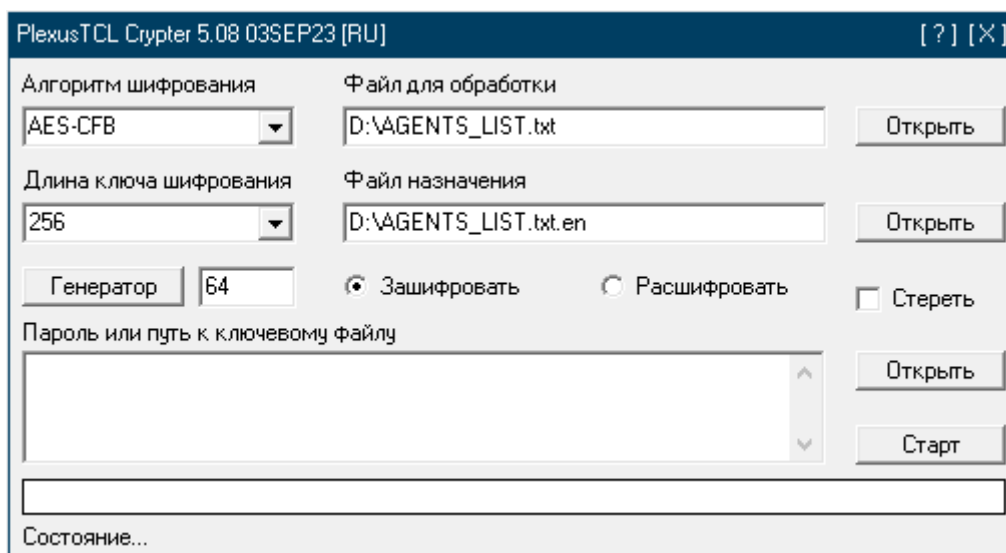 PlexusTCL Crypter 5.08 03SEP23 [RU] [ ? ] [X]
Алгоритм шифрования Файл для обработки
AES-CFB D:\AGENTS_LIST.txt Открыть
Длина ключа шифрования Файл назначения
256 D:\AGENTS_LIST.txt.en Открыть
Генератор 64 Зашифровать Расшифровать Стереть
Пароль или путь к ключевому файлу
Открыть
Старт
Состояние...